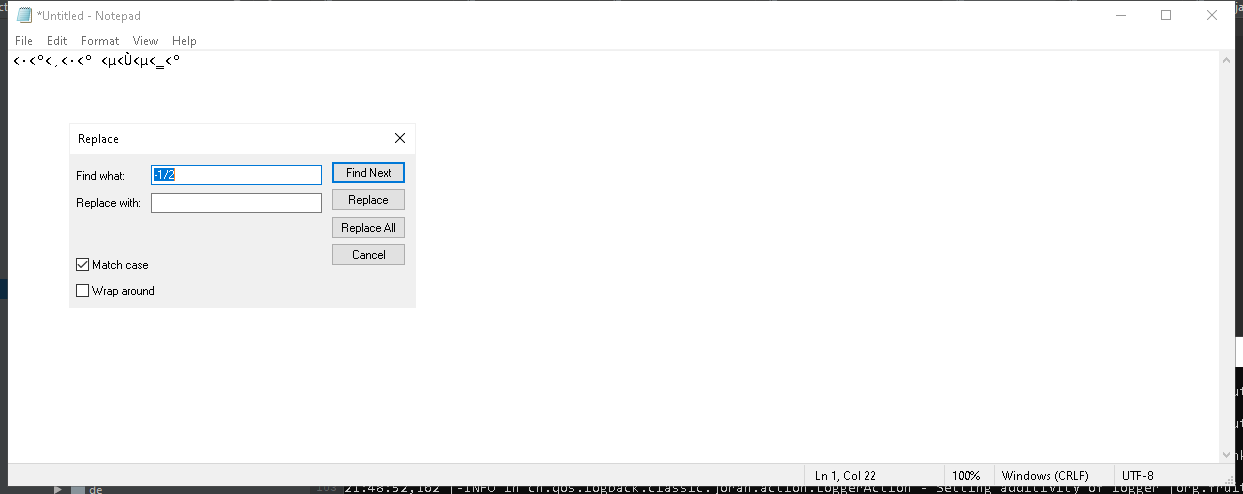 *Untitled - Notepad
File Edit Format View Help
<·<º<¸<·<º <µ<Ù<µ<‗<º
Replace
Find what: -1/2 Find Next
Replace with: Replace
Replace All
Cancel
Match case
Wrap around
Ln 1, Col 22 100% Windows (CRLF) UTF-8
de
21:48:52,162 |-INFO in ch.qos.logback.classic.joran.action.LoggerAction - Setting additivity of logger